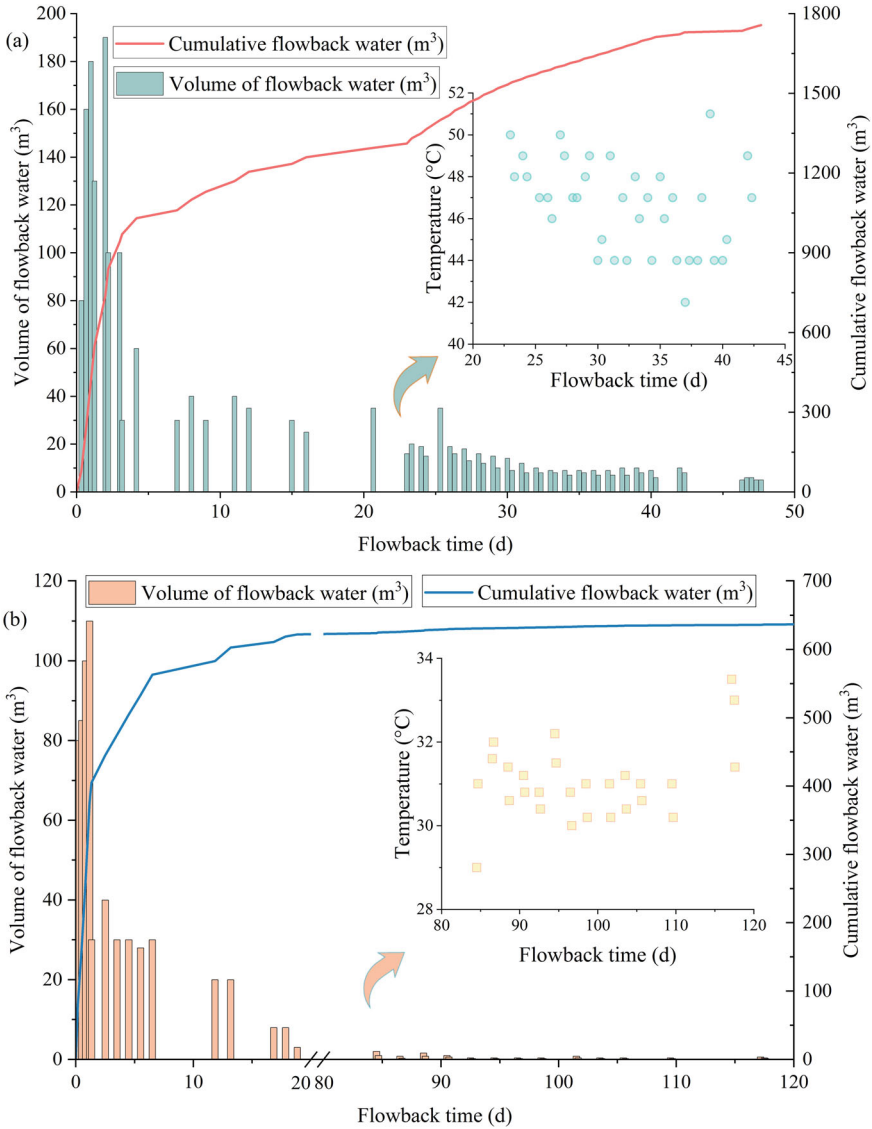 (a)
Cumulative flowback water (m³)
Volume of flowback water (m³)
Volume of flowback water (m³)
200
180
160
140
120
100
80
60
40
20
0
0 10 20 30 40 50
Flowback time (d)
1800
1500
1200
900
600
300
0
Cumulative flowback water (m³)
52
50
48
46
44
42
40
Temperature (°C)
20 25 30 35 40 45
Flowback time (d)
(b)
Volume of flowback water (m³) Cumulative flowback water (m³)
Volume of flowback water (m³)
120
100
80
60
40
20
0
0 10 20 80 90 100 110 120
Flowback time (d)
700
600
500
400
300
200
100
0
Cumulative flowback water (m³)
34
32
30
28
Temperature (°C)
80 90 100 110 120
Flowback time (d)